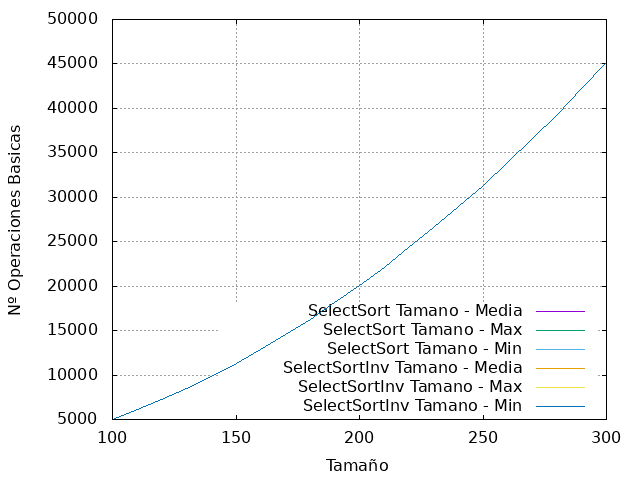 50000
45000
40000
35000
30000
25000
20000
15000
10000
5000
Nº Operaciones Basicas
SelectSort Tamano - Media
SelectSort Tamano - Max
SelectSort Tamano - Min
SelectSortInv Tamano - Media
SelectSortInv Tamano - Max
SelectSortInv Tamano - Min
100 150 200 250 300
Tamaño